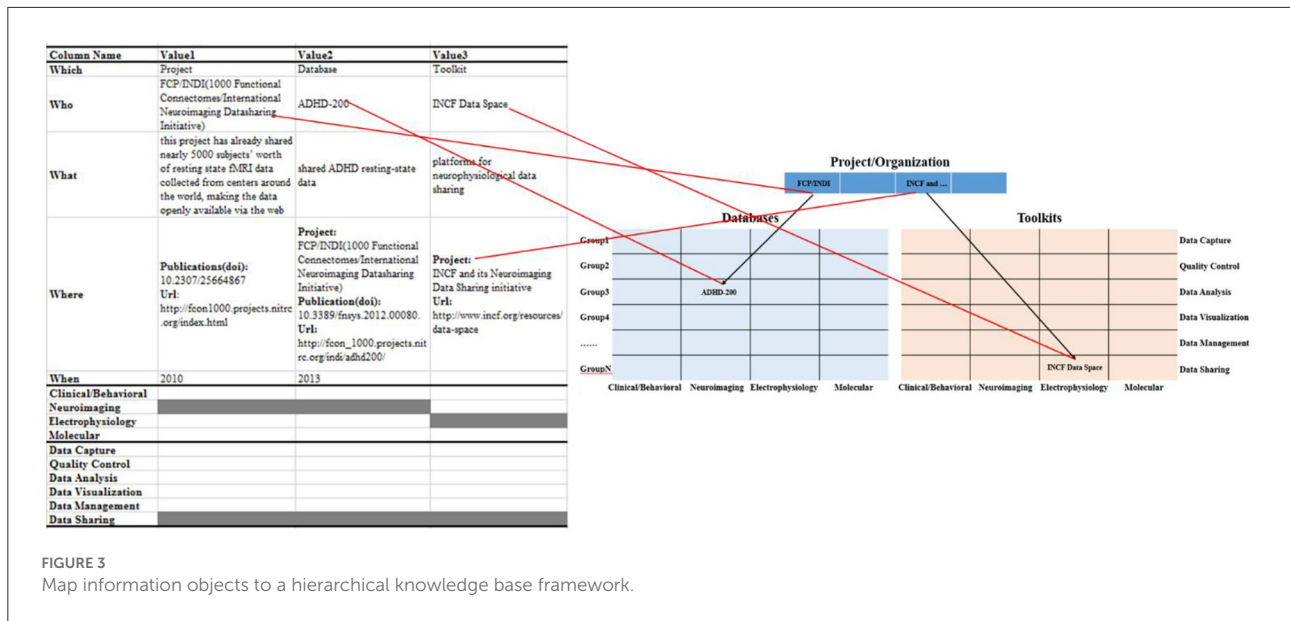 Column Name Value1 Value2 Value3
Which Project Database Toolkit
Who
FCP/INDI(1000 Functional
Connectomes/International
Neuroimaging Datasharing
Initiative)
ADHD-200
INCF Data Space
What
this project has already shared
nearly 5000 subjects' worth
of resting state fMRI data
collected from centers around
the world, making the data
openly available via the web
shared ADHD resting-state
data
platforms for
neurophysiological data
sharing
Where
Publications(doi):
10.2307/25664867
Url:
http://fcon1000.projects.nitrc
.org/index.html
Project:
FCP/INDI(1000 Functional
Connectomes/International
Neuroimaging Datasharing
Initiative)
Publication(doi):
10.3389/fnsys.2012.00080.
Url:
http://fcon_1000.projects.nit
rc.org/indi/adhd200/
Project:
INCF and its Neuroimaging
Data Sharing initiative
Url:
http://www.incf.org/resources/
data-space
When 2010 2013
Clinical/Behavioral
Neuroimaging
Electrophysiology
Molecular
Data Capture
Quality Control
Data Analysis
Data Visualization
Data Management
Data Sharing
Project/Organization
FCP/INDI INCF and ...
Databases Toolkits
Group1 Data Capture
Group2 Quality Control
Group3 ADHD-200 Data Analysis
Group4 Data Visualization
...... Data Management
GroupN INCF Data Space Data Sharing
Clinical/Behavioral Neuroimaging Electrophysiology Molecular Clinical/Behavioral Neuroimaging Electrophysiology Molecular
FIGURE 3
Map information objects to a hierarchical knowledge base framework.